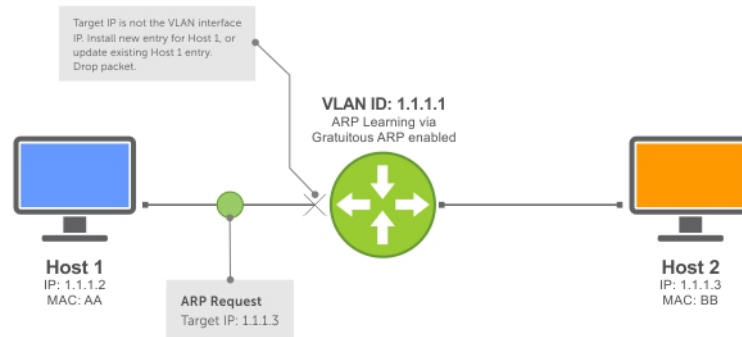 Target IP is not the VLAN interface
IP. Install new entry for Host 1, or
update existing Host 1 entry.
Drop packet.
VLAN ID: 1.1.1.1
ARP Learning via
Gratuitous ARP enabled
Host 1
IP: 1.1.1.2
MAC: AA
ARP Request
Target IP: 1.1.1.3
Host 2
IP: 1.1.1.3
MAC: BB